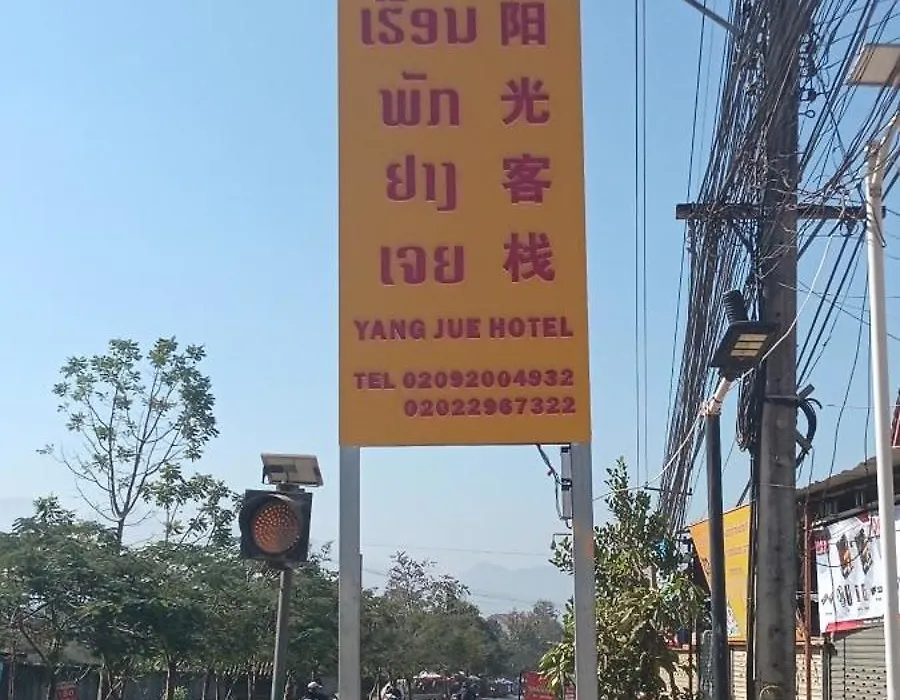 ເຮືອນ 阳
ພັກ 光
ຢາງ 客
ເຈຍ 栈
YANG JUE HOTEL
TEL 02092004932
02022967322